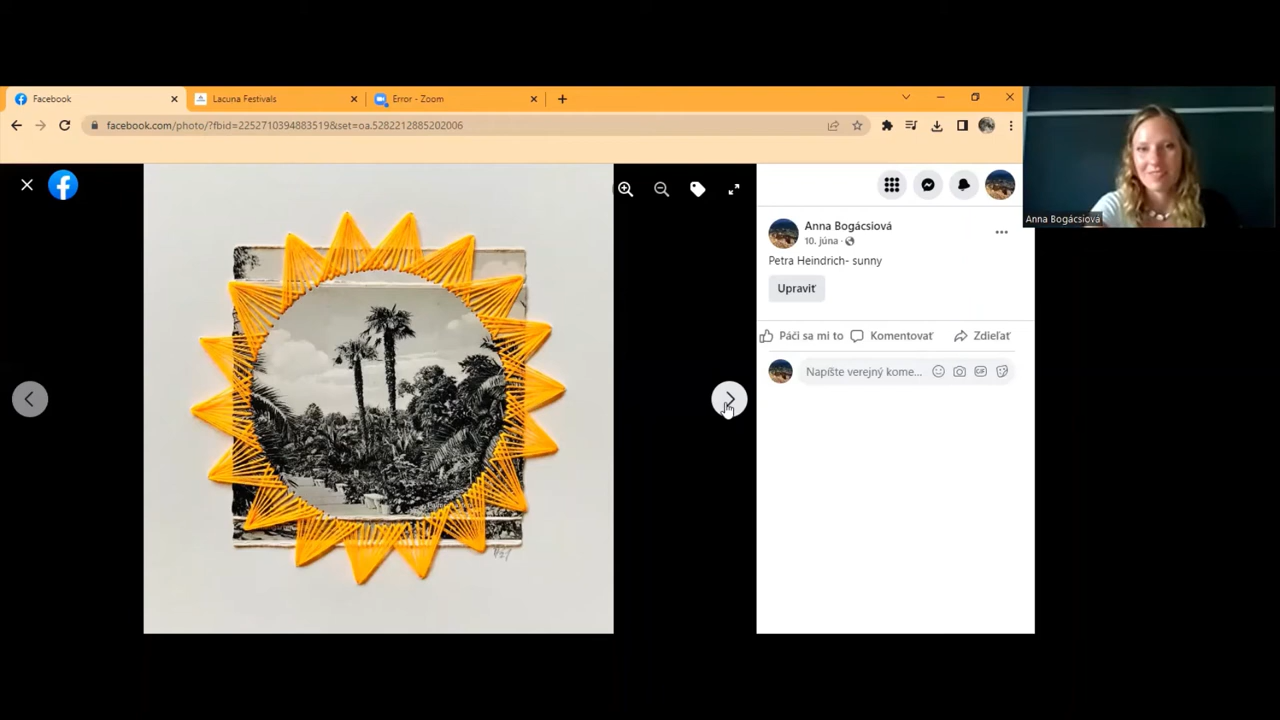 Facebook
Lacuna Festivals
Error - Zoom
facebook.com/photo/?fbid=2252710394883519&set=oa.5282212885202006
Anna Bogácsiová
Anna Bogácsiová
10. júna
Petra Heindrich- sunny
Upraviť
Páči sa mi to
Komentovať
Zdieľať
Napíšte verejný kome...
GIF